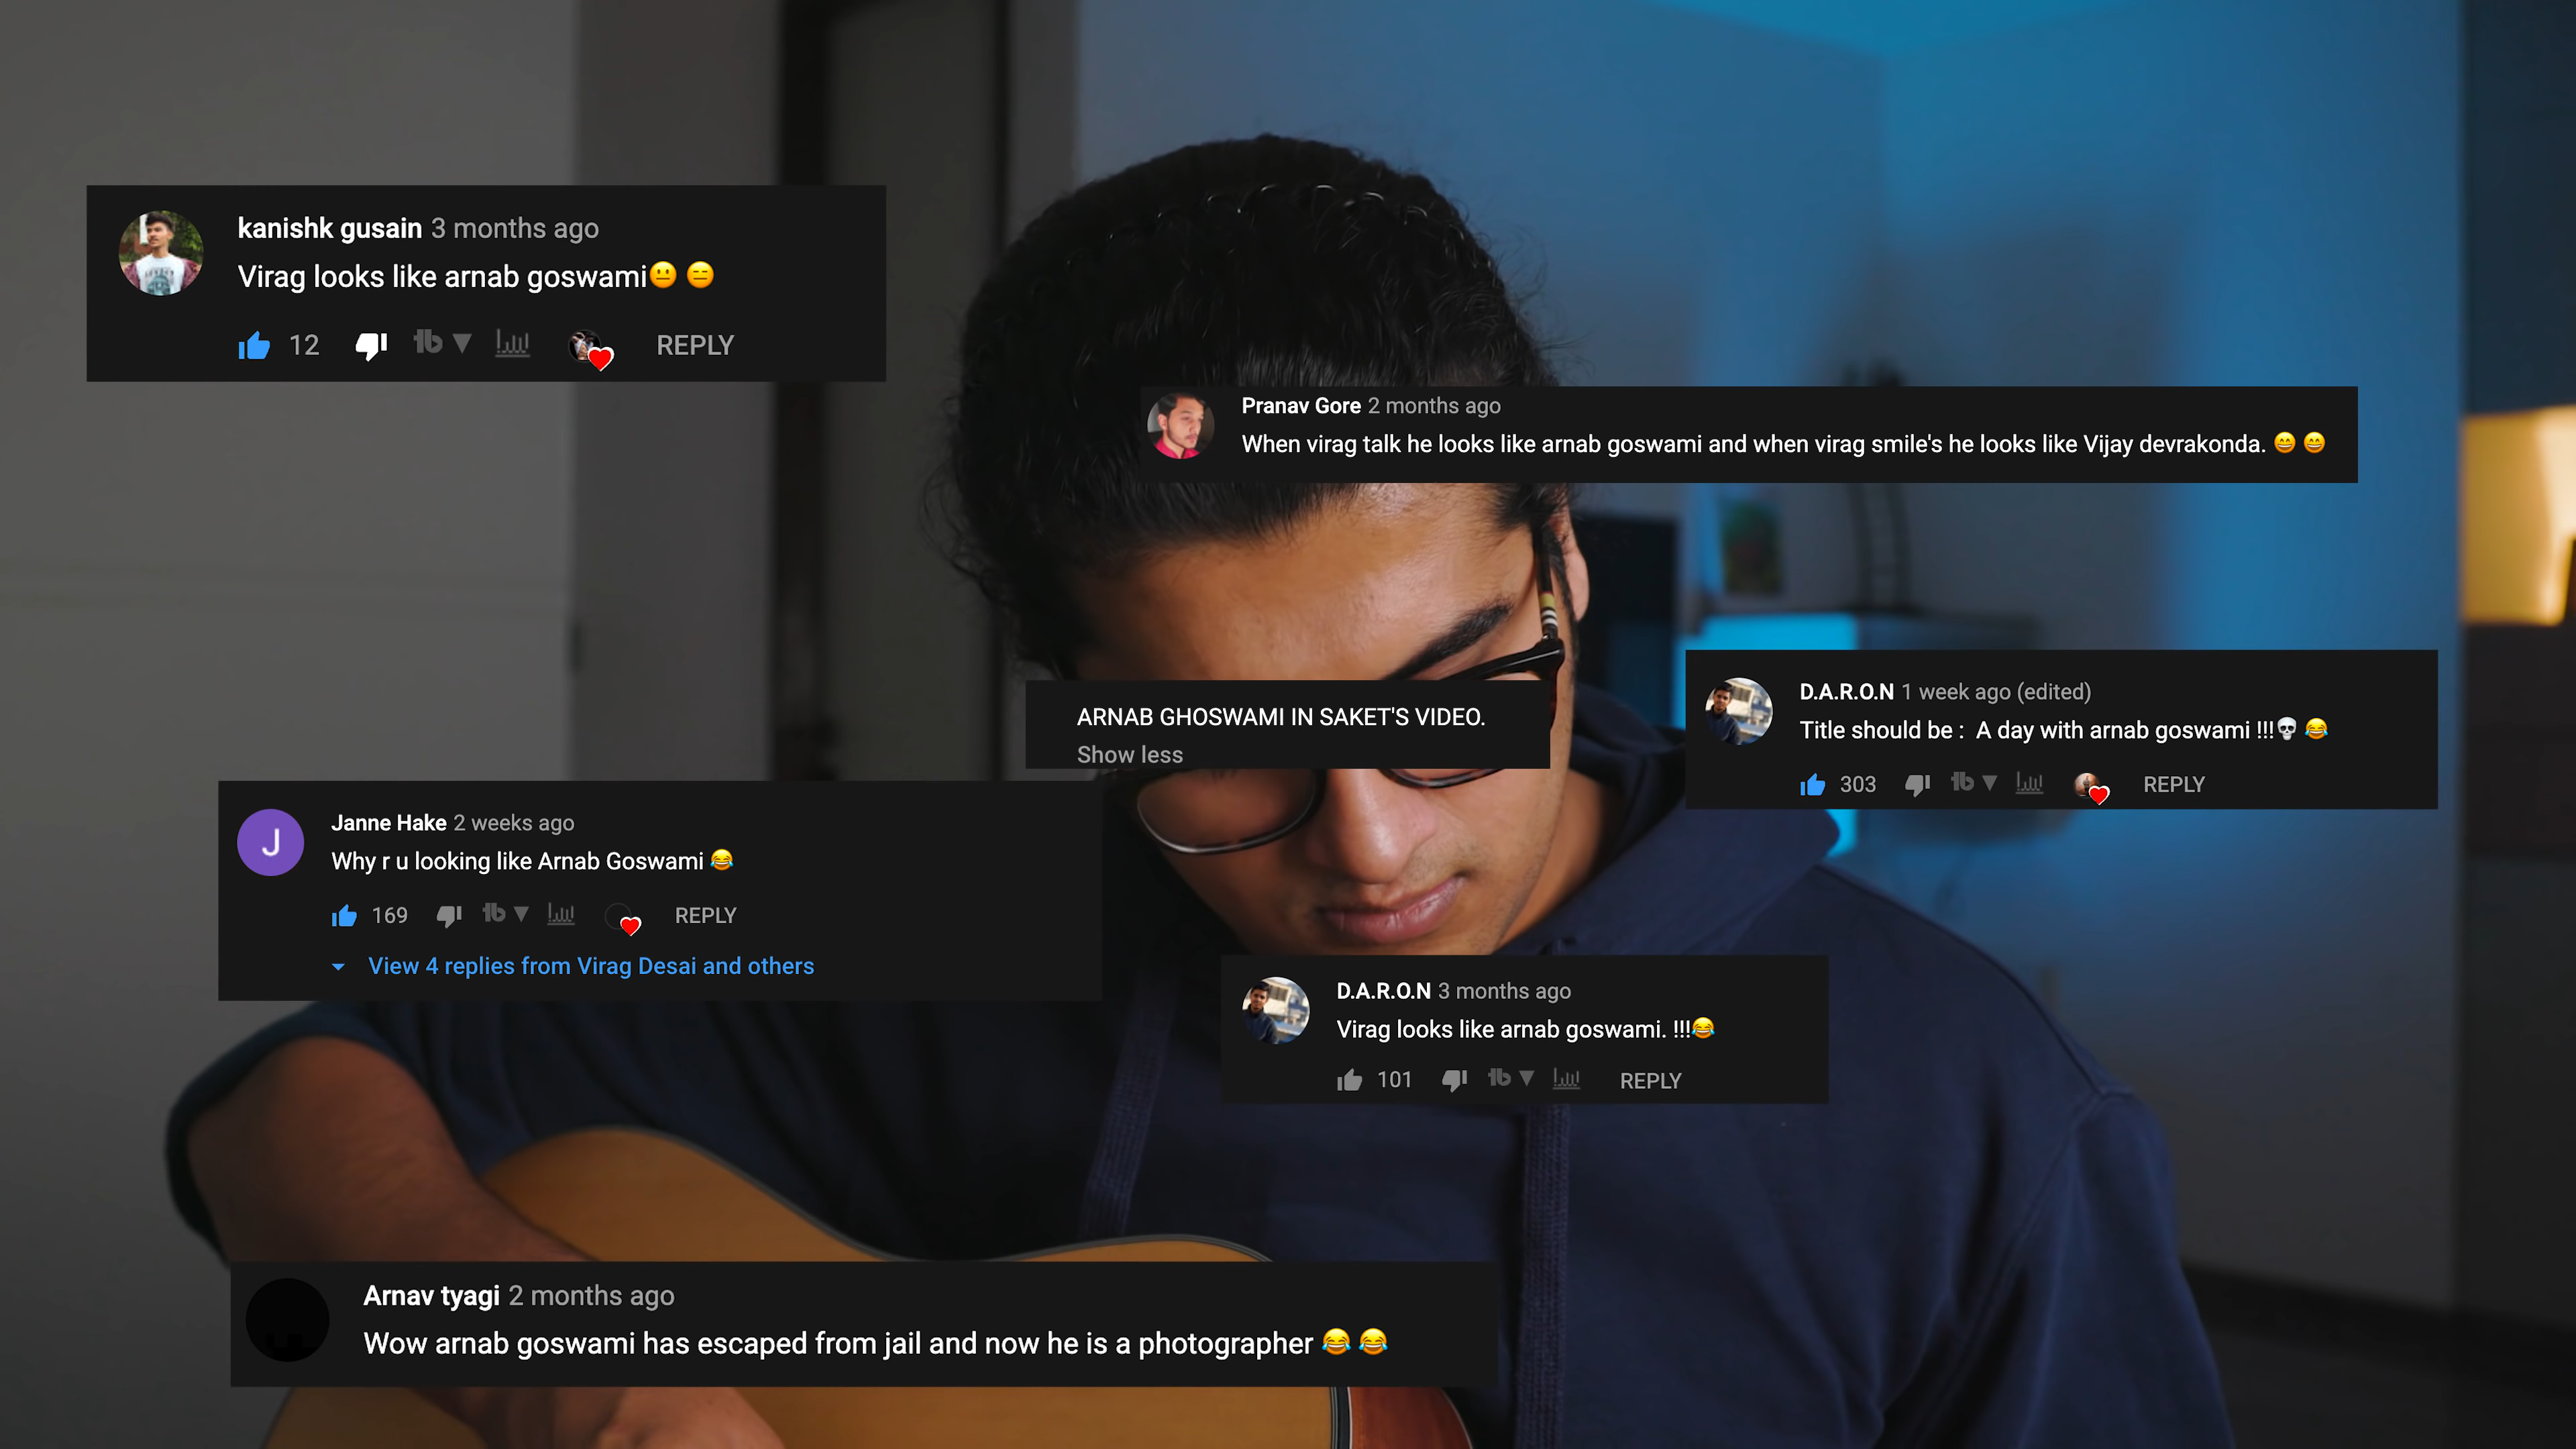 kanishk gusain 3 months ago
Virag looks like arnab goswami😐 😑
12 REPLY
Pranav Gore 2 months ago
When virag talk he looks like arnab goswami and when virag smile's he looks like Vijay devrakonda. 😄 😄
ARNAB GHOSWAMI IN SAKET'S VIDEO.
Show less
D.A.R.O.N 1 week ago (edited)
Title should be : A day with arnab goswami !!!💀 😂
303 REPLY
J
Janne Hake 2 weeks ago
Why r u looking like Arnab Goswami 😂
169 REPLY
View 4 replies from Virag Desai and others
D.A.R.O.N 3 months ago
Virag looks like arnab goswami. !!!😂
101 REPLY
Arnav tyagi 2 months ago
Wow arnab goswami has escaped from jail and now he is a photographer 😂 😂